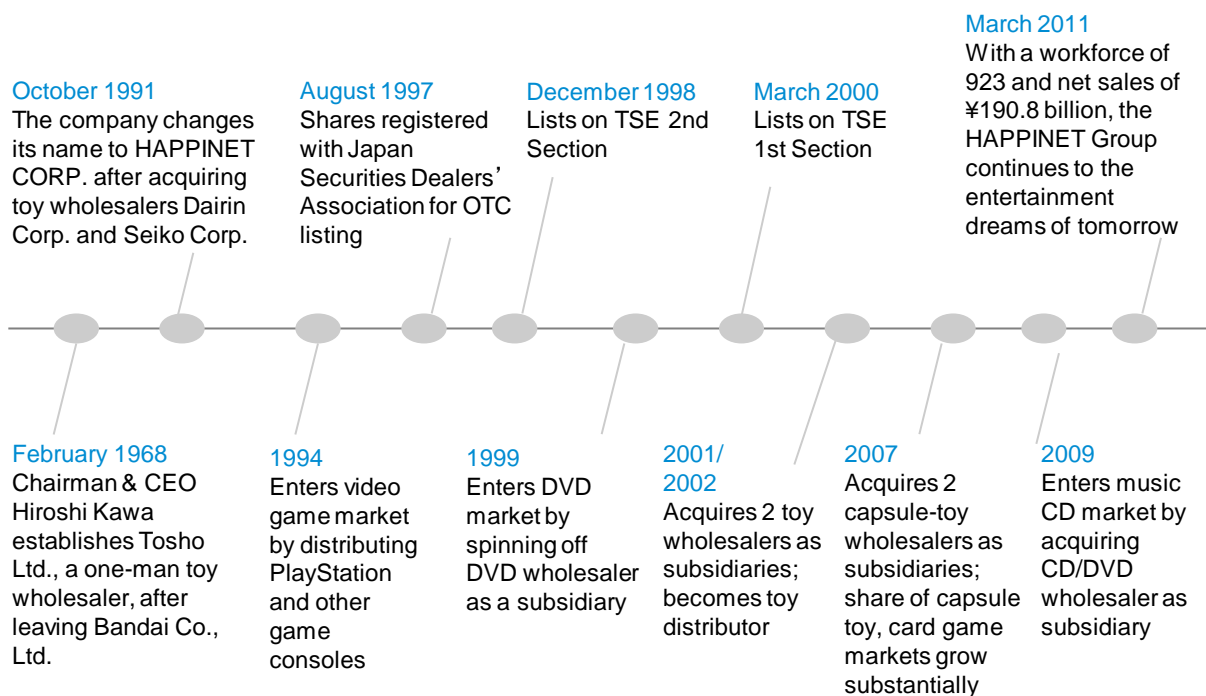 October 1991
The company changes
its name to HAPPINET
CORP. after acquiring
toy wholesalers Dairin
Corp. and Seiko Corp.
August 1997
Shares registered
with Japan
Securities Dealers’
Association for OTC
listing
December 1998
Lists on TSE 2nd
Section
March 2000
Lists on TSE
1st Section
March 2011
With a workforce of
923 and net sales of
¥190.8 billion, the
HAPPINET Group
continues to the
entertainment
dreams of tomorrow
February 1968
Chairman & CEO
Hiroshi Kawa
establishes Tosho
Ltd., a one-man toy
wholesaler, after
leaving Bandai Co.,
Ltd.
1994
Enters video
game market
by distributing
PlayStation
and other
game
consoles
1999
Enters DVD
market by
spinning off
DVD wholesaler
as a subsidiary
2001/
2002
Acquires 2 toy
wholesalers as
subsidiaries;
becomes toy
distributor
2007
Acquires 2
capsule-toy
wholesalers as
subsidiaries;
share of capsule
toy, card game
markets grow
substantially
2009
Enters music
CD market by
acquiring
CD/DVD
wholesaler as
subsidiary